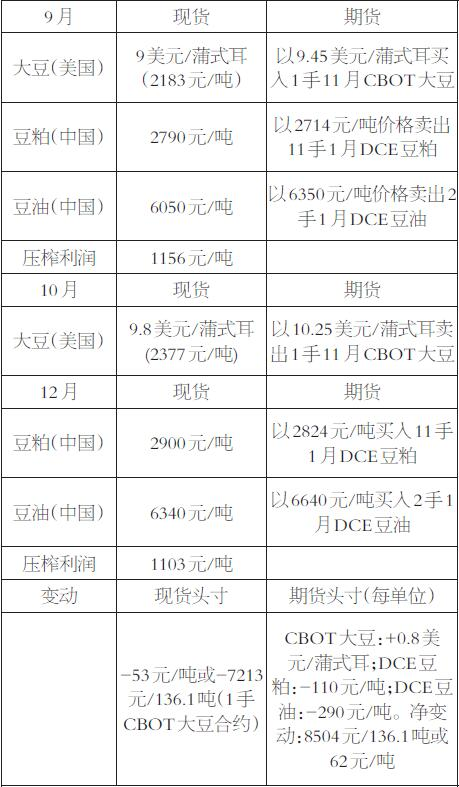 9月 现货 期货
大豆(美国) 9美元/蒲式耳 以9.45美元/蒲式耳买
(2183元/吨) 入1手11月CBOT大豆
豆粕(中国) 2790元/吨 以2714元/吨价格卖出
11手1月DCE豆粕
豆油(中国) 6050元/吨 以6350元/吨价格卖出2
手1月DCE豆油
压榨利润 1156元/吨
10月 现货 期货
大豆(美国) 9.8美元/蒲式耳 以10.25美元/蒲式耳卖
(2377元/吨) 出1手11月CBOT大豆
12月 现货 期货
豆粕(中国) 2900元/吨 以2824元/吨买入11手
1月DCE豆粕
豆油(中国) 6340元/吨 以6640元/吨买入2手1
月DCE豆油
压榨利润 1103元/吨
变动 现货头寸 期货头寸(每单位)
-53元/吨或-7213
元/136.1吨(1手
CBOT大豆合约)
CBOT大豆:+0.8美
元/蒲式耳;DCE豆
粕:-110元/吨;DCE豆
油:-290元/吨。净变
动:8504元/136.1吨或
62元/吨